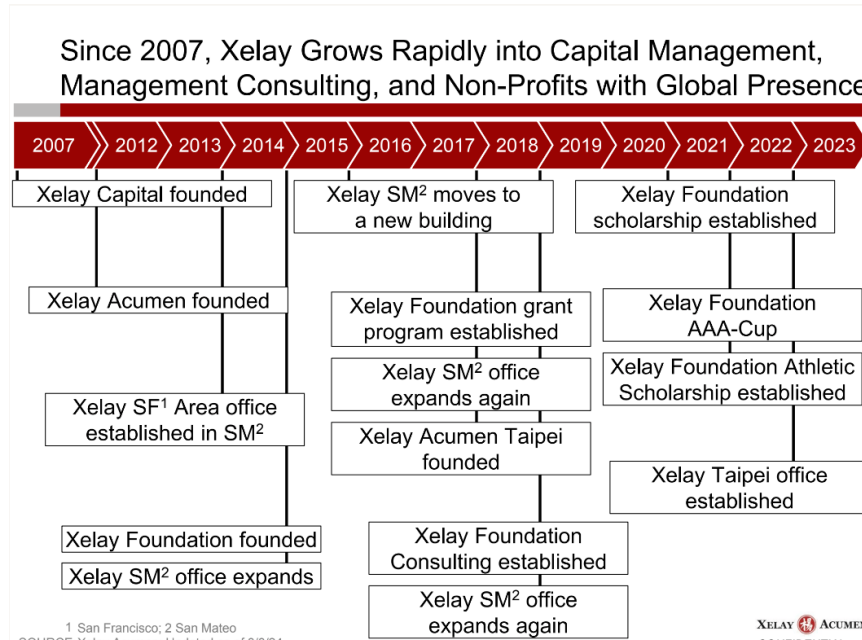 Since 2007, Xelay Grows Rapidly into Capital Management,
Management Consulting, and Non-Profits with Global Presence
2007 2012 2013 2014 2015 2016 2017 2018 2019 2020 2021 2022 2023
Xelay Capital founded
Xelay SM² moves to
a new building
Xelay Foundation
scholarship established
Xelay Acumen founded
Xelay Foundation grant
program established
Xelay Foundation
AAA-Cup
Xelay SM² office
expands again
Xelay Foundation Athletic
Scholarship established
Xelay SF¹ Area office
established in SM²
Xelay Acumen Taipei
founded
Xelay Taipei office
established
Xelay Foundation founded
Xelay Foundation
Consulting established
Xelay SM² office expands
Xelay SM² office
expands again
1 San Francisco; 2 San Mateo
XELAY ACUMEN